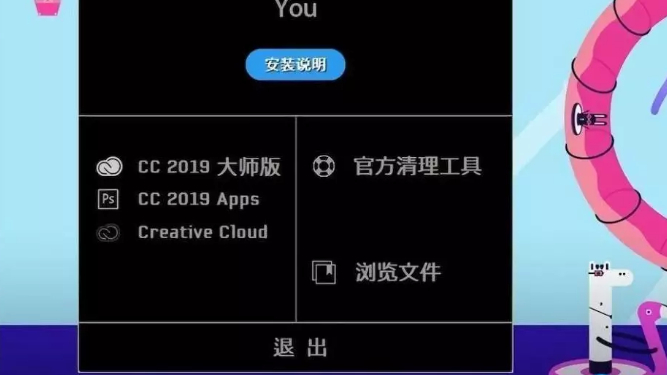 You
安装说明
CC 2019 大师版
Ps CC 2019 Apps
Creative Cloud
官方清理工具
浏览文件
退 出